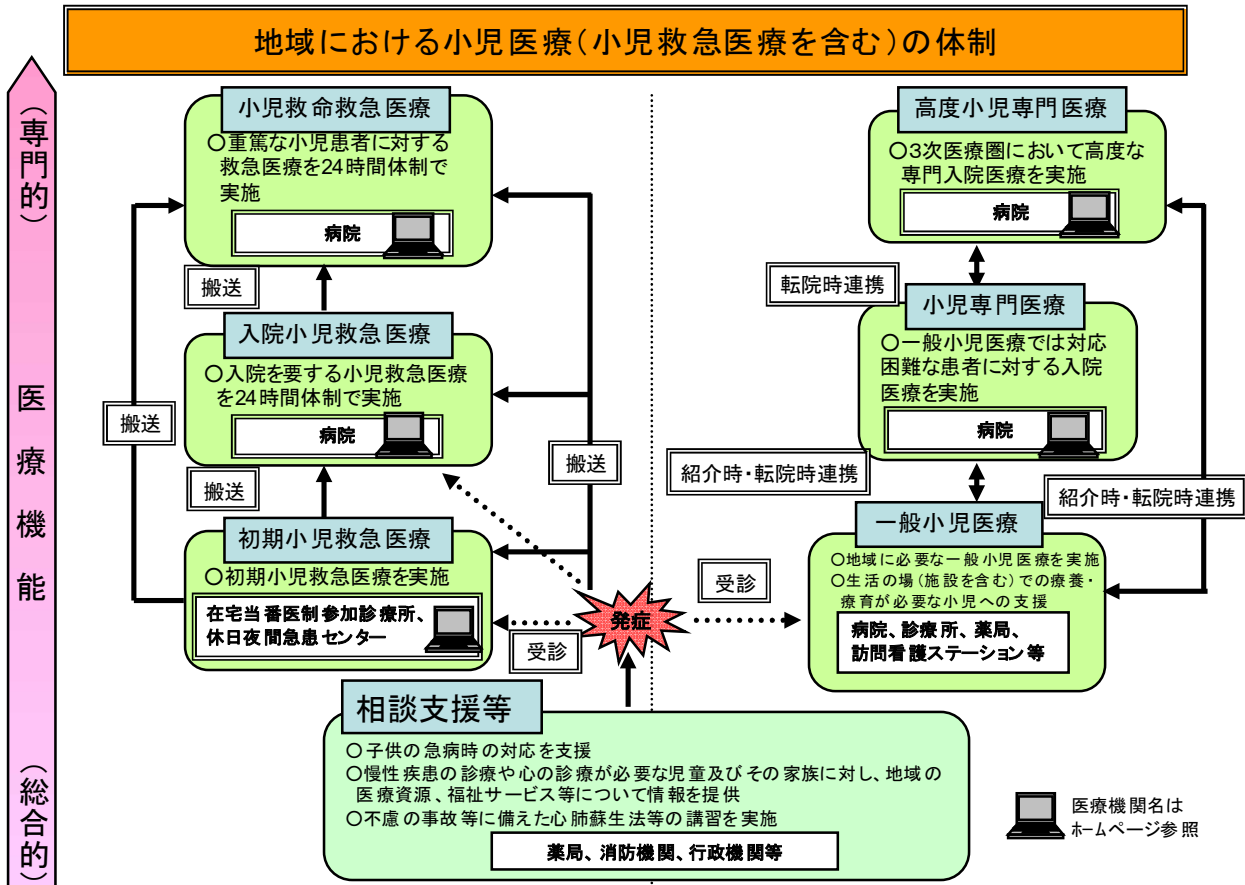 地域における小児医療(小児救急医療を含む)の体制
(専門的)
医療機能
(総合的)
小児救命救急医療
○重篤な小児患者に対する
救急医療を24時間体制で
実施
病院
搬送
入院小児救急医療
○入院を要する小児救急医療
を24時間体制で実施
病院
搬送
搬送
搬送
初期小児救急医療
○初期小児救急医療を実施
在宅当番医制参加診療所、
休日夜間急患センター
受診
発症
受診
高度小児専門医療
○3次医療圏において高度な
専門入院医療を実施
病院
転院時連携
小児専門医療
○一般小児医療では対応
困難な患者に対する入院
医療を実施
病院
紹介時・転院時連携
紹介時・転院時連携
一般小児医療
○地域に必要な一般小児医療を実施
○生活の場(施設を含む)での療養・
療育が必要な小児への支援
病院、診療所、薬局、
訪問看護ステーション等
相談支援等
○子供の急病時の対応を支援
○慢性疾患の診療や心の診療が必要な児童及びその家族に対し、地域の
医療資源、福祉サービス等について情報を提供
○不慮の事故等に備えた心肺蘇生法等の講習を実施
薬局、消防機関、行政機関等
医療機関名は
ホームページ参照